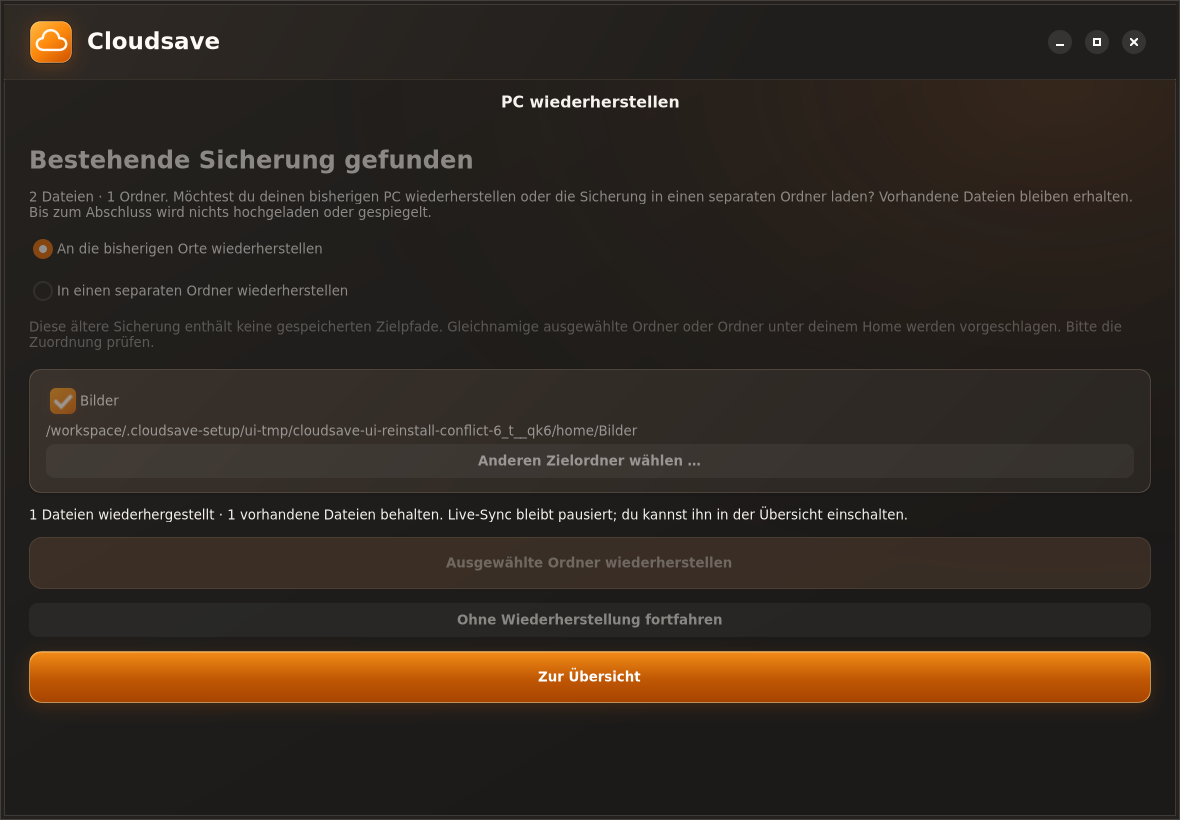 Cloudsave
PC wiederherstellen
Bestehende Sicherung gefunden
2 Dateien · 1 Ordner. Möchtest du deinen bisherigen PC wiederherstellen oder die Sicherung in einen separaten Ordner laden? Vorhandene Dateien bleiben erhalten.
Bis zum Abschluss wird nichts hochgeladen oder gespiegelt.
An die bisherigen Orte wiederherstellen
In einen separaten Ordner wiederherstellen
Diese ältere Sicherung enthält keine gespeicherten Zielpfade. Gleichnamige ausgewählte Ordner oder Ordner unter deinem Home werden vorgeschlagen. Bitte die
Zuordnung prüfen.
Bilder
/workspace/.cloudsave-setup/ui-tmp/cloudsave-ui-reinstall-conflict-6_t__qk6/home/Bilder
Anderen Zielordner wählen …
1 Dateien wiederhergestellt · 1 vorhandene Dateien behalten. Live-Sync bleibt pausiert; du kannst ihn in der Übersicht einschalten.
Ausgewählte Ordner wiederherstellen
Ohne Wiederherstellung fortfahren
Zur Übersicht